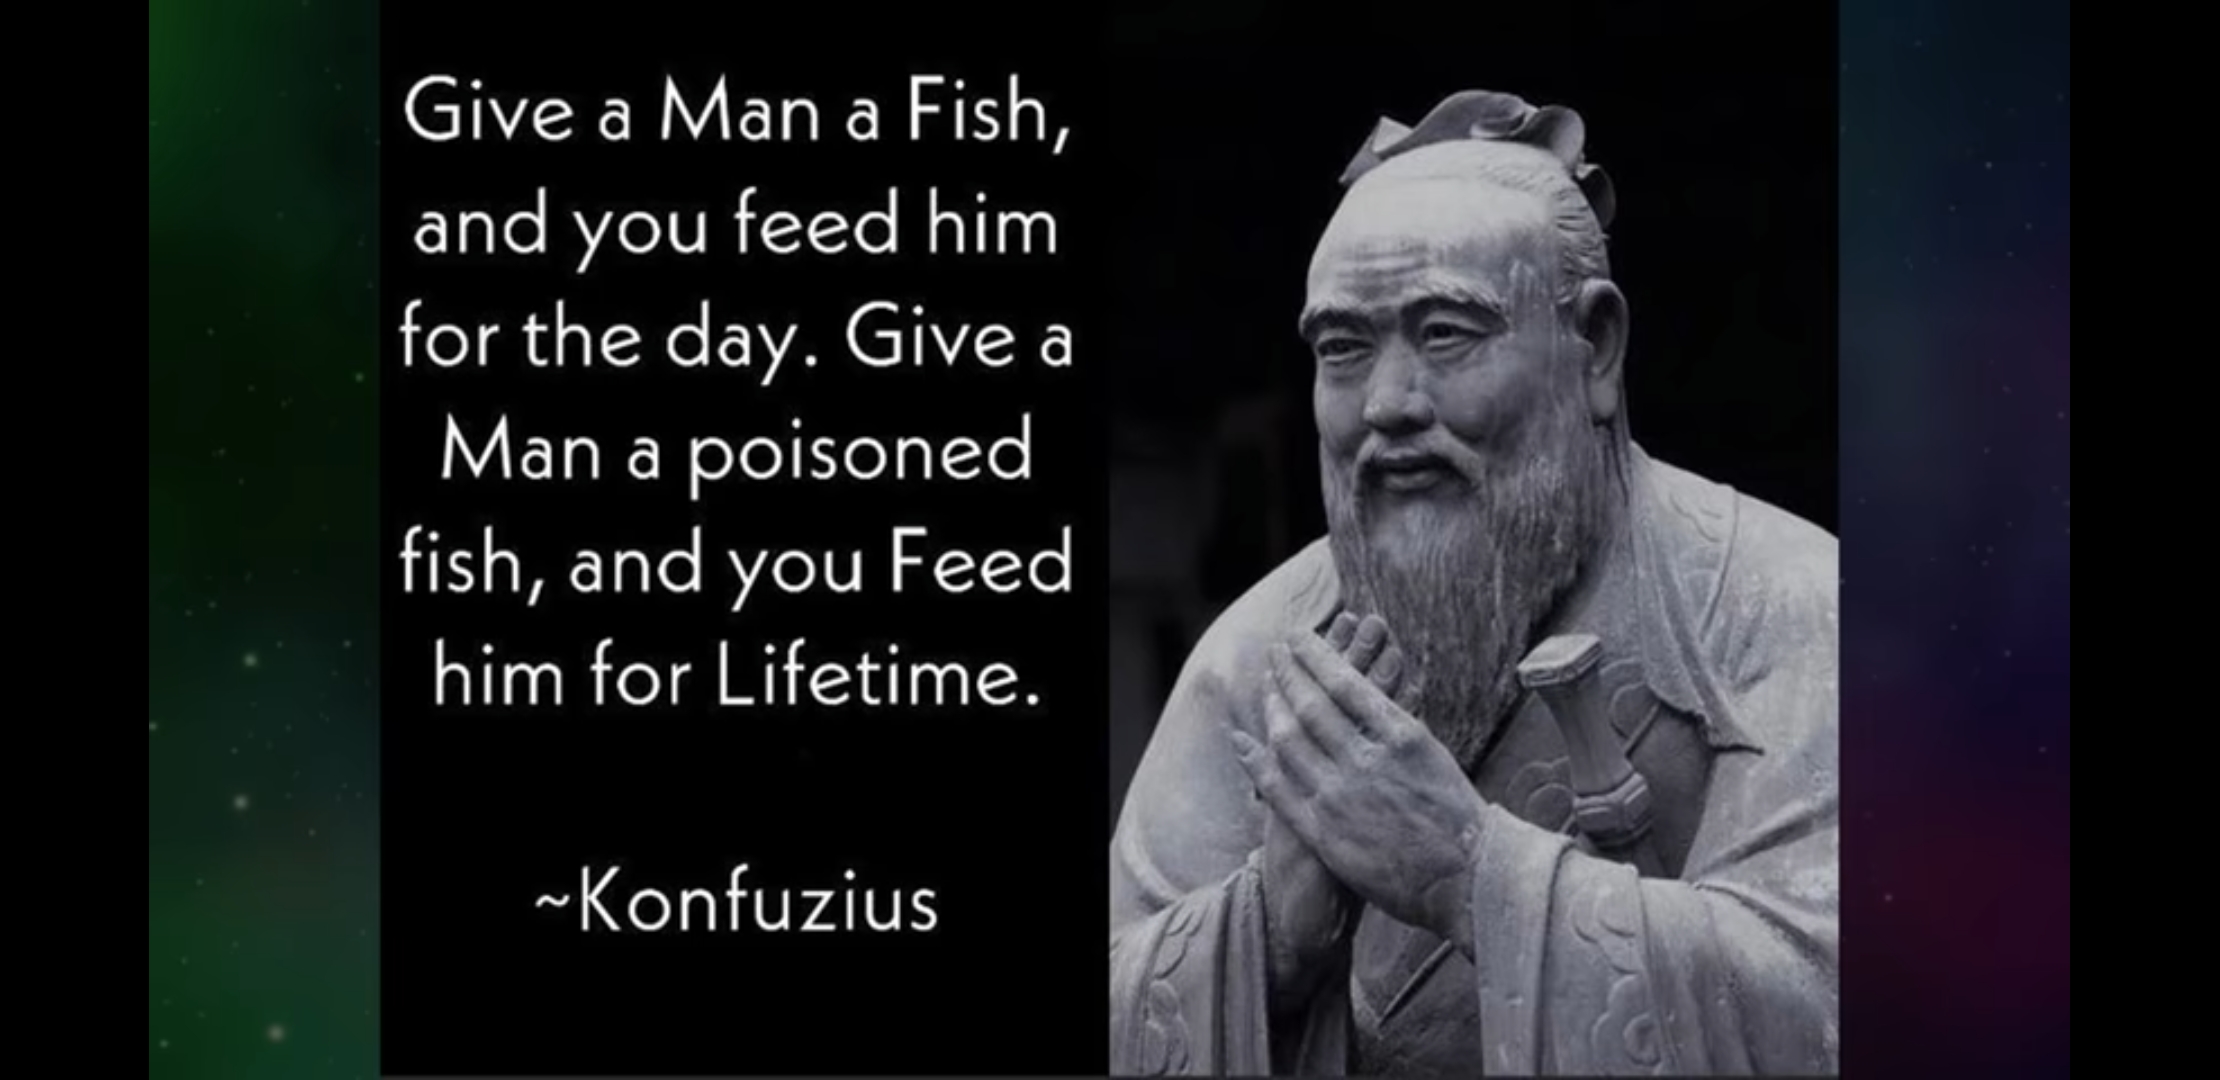 Give a Man a Fish,
and you feed him
for the day. Give a
Man a poisoned
fish, and you Feed
him for Lifetime.
~Konfuzius